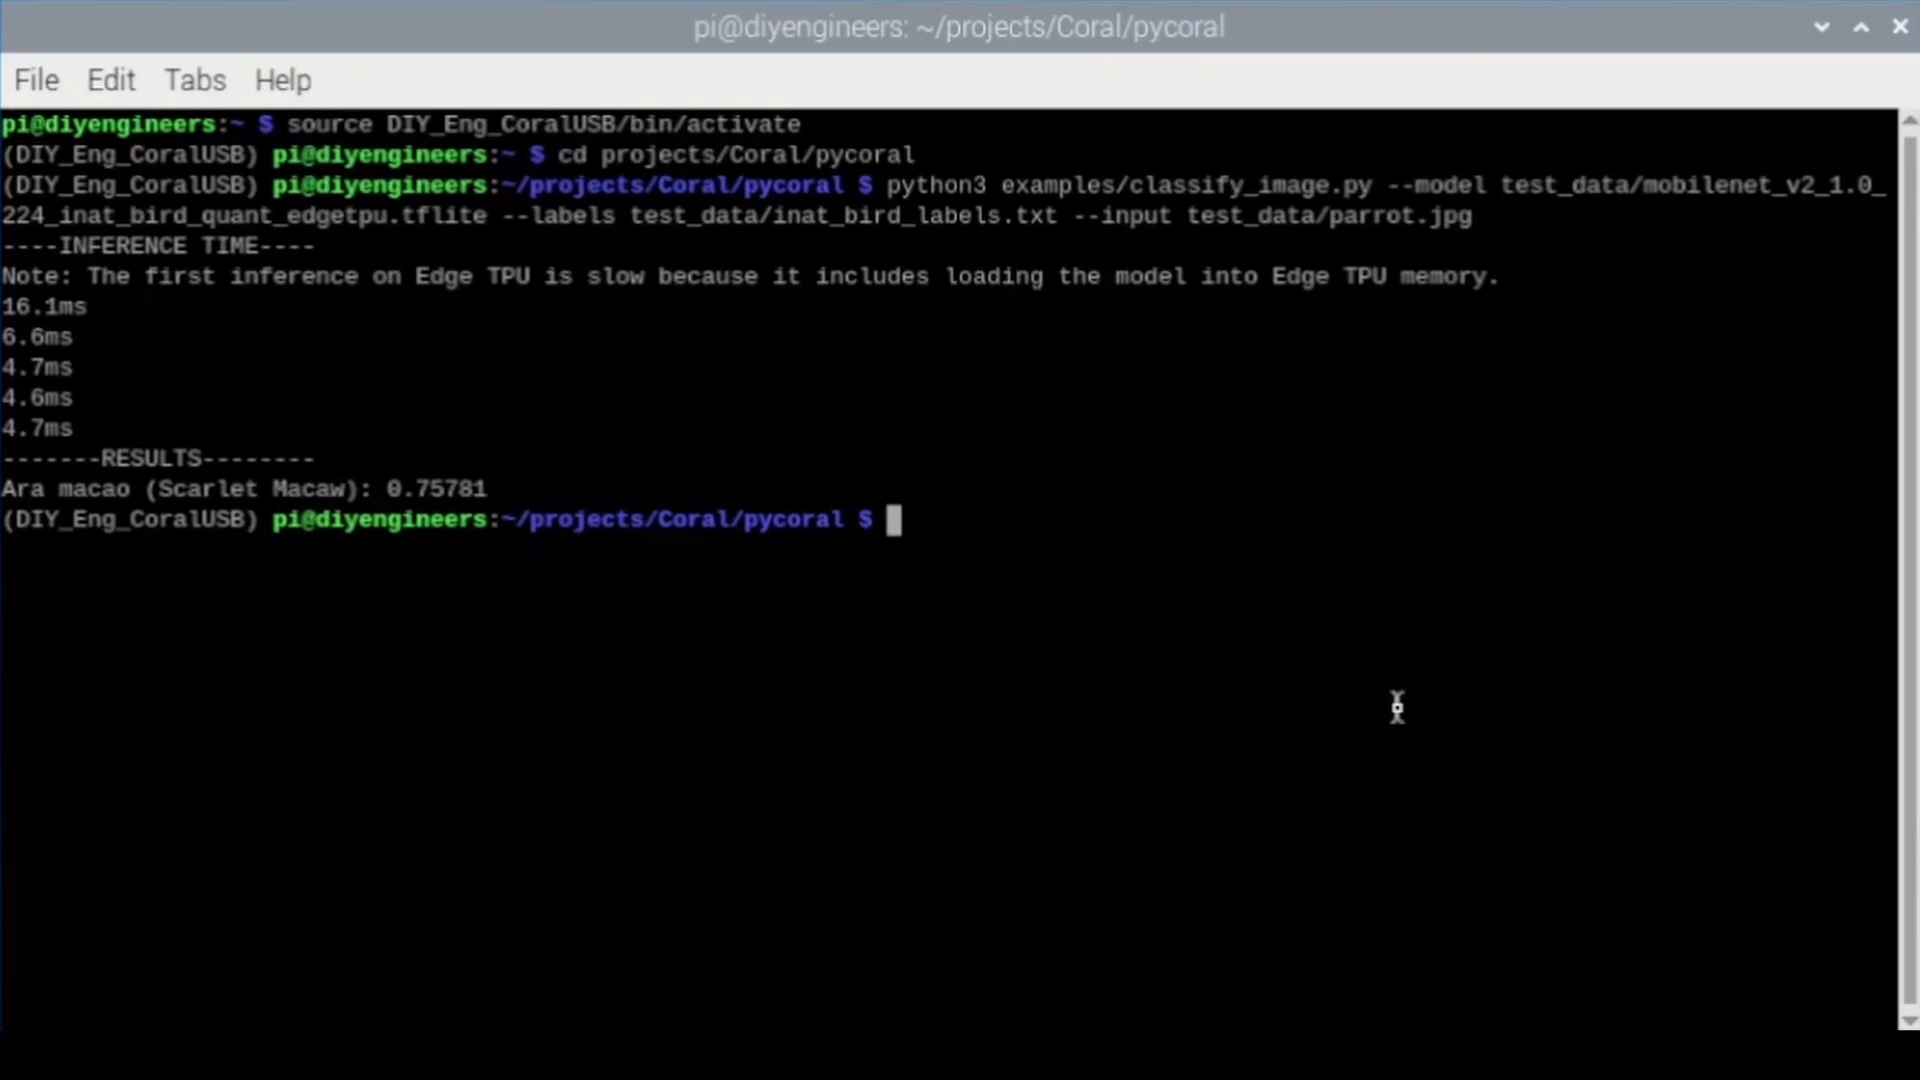 pi@diyengineers: ~/projects/Coral/pycoral
File Edit Tabs Help
pi@diyengineers:~ $ source DIY_Eng_CoralUSB/bin/activate
(DIY_Eng_CoralUSB) pi@diyengineers:~ $ cd projects/Coral/pycoral
(DIY_Eng_CoralUSB) pi@diyengineers:~/projects/Coral/pycoral $ python3 examples/classify_image.py --model test_data/mobilenet_v2_1.0_
224_inat_bird_quant_edgetpu.tflite --labels test_data/inat_bird_labels.txt --input test_data/parrot.jpg
----INFERENCE TIME----
Note: The first inference on Edge TPU is slow because it includes loading the model into Edge TPU memory.
16.1ms
6.6ms
4.7ms
4.6ms
4.7ms
-------RESULTS--------
Ara macao (Scarlet Macaw): 0.75781
(DIY_Eng_CoralUSB) pi@diyengineers:~/projects/Coral/pycoral $